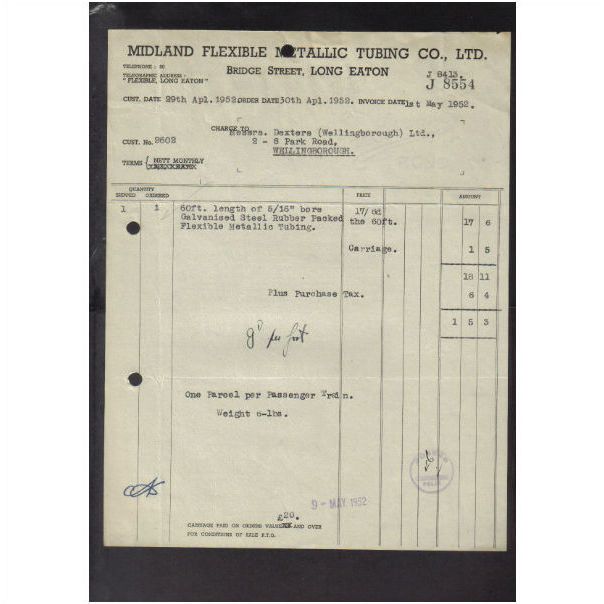 MIDLAND FLEXIBLE METALLIC TUBING CO., LTD.
BRIDGE STREET, LONG EATON
TELEPHONE: 80
TELEGRAPHIC ADDRESS:
"FLEXIBLE, LONG EATON"
J 8413.
J 8554
CUST. DATE 29th Apl. 1952 ORDER DATE 30th Apl. 1952. INVOICE DATE 1st May 1952.
CHARGE TO
Messrs. Dexters (Wellingborough) Ltd.,
CUST. No. 2602
2 - 8 Park Road,
WELLINGBOROUGH.
TERMS { NETT MONTHLY
QUANTITY
SHIPPED ORDERED PRICE AMOUNT
1 1 60ft. length of 5/16" bore 17/6d
Galvanised Steel Rubber Packed the 60ft. 17 6
Flexible Metallic Tubing.
Carriage. 1 5
18 11
Plus Purchase Tax. 6 4
1 5 3
per foot
One Parcel per Passenger Train.
Weight 6-lbs.
9 - MAY 1952
£20.
CARRIAGE PAID ON ORDERS VALUE AND OVER
FOR CONDITIONS OF SALE P.T.O.